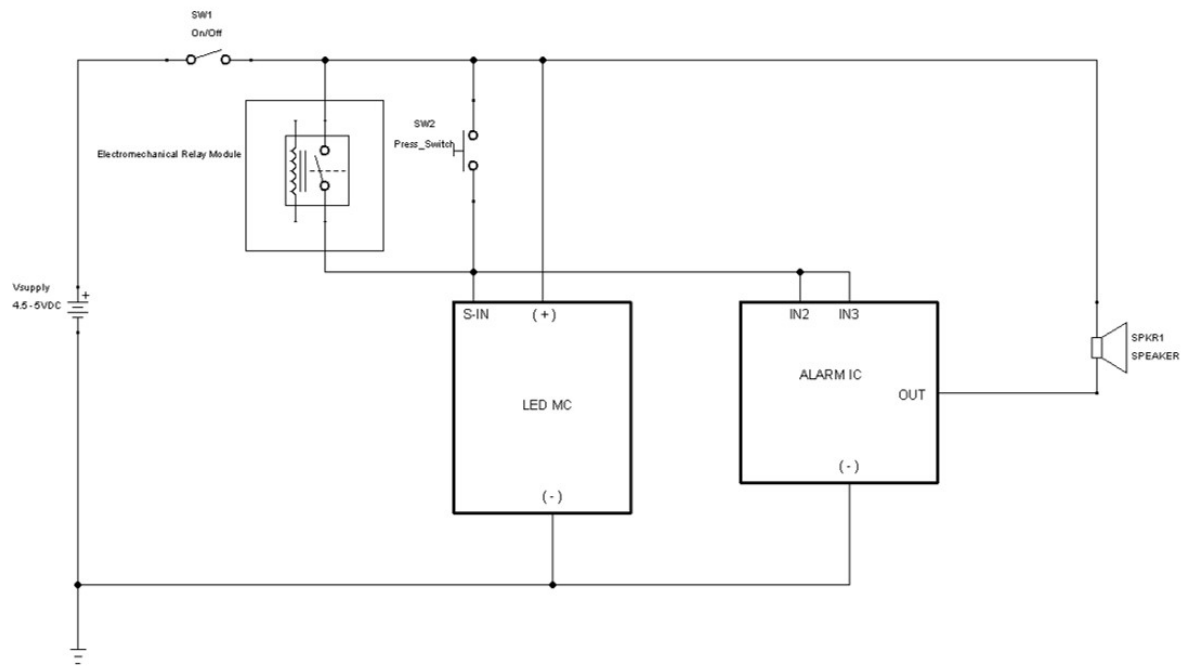 SW1
On/Off
SW2
Press_Switch
Electromechanical Relay Module
Vsupply
4.5-5VDC
+
S-IN
(+)
IN2
IN3
SPKR1
SPEAKER
ALARM IC
OUT
LED MC
(-)
(-)